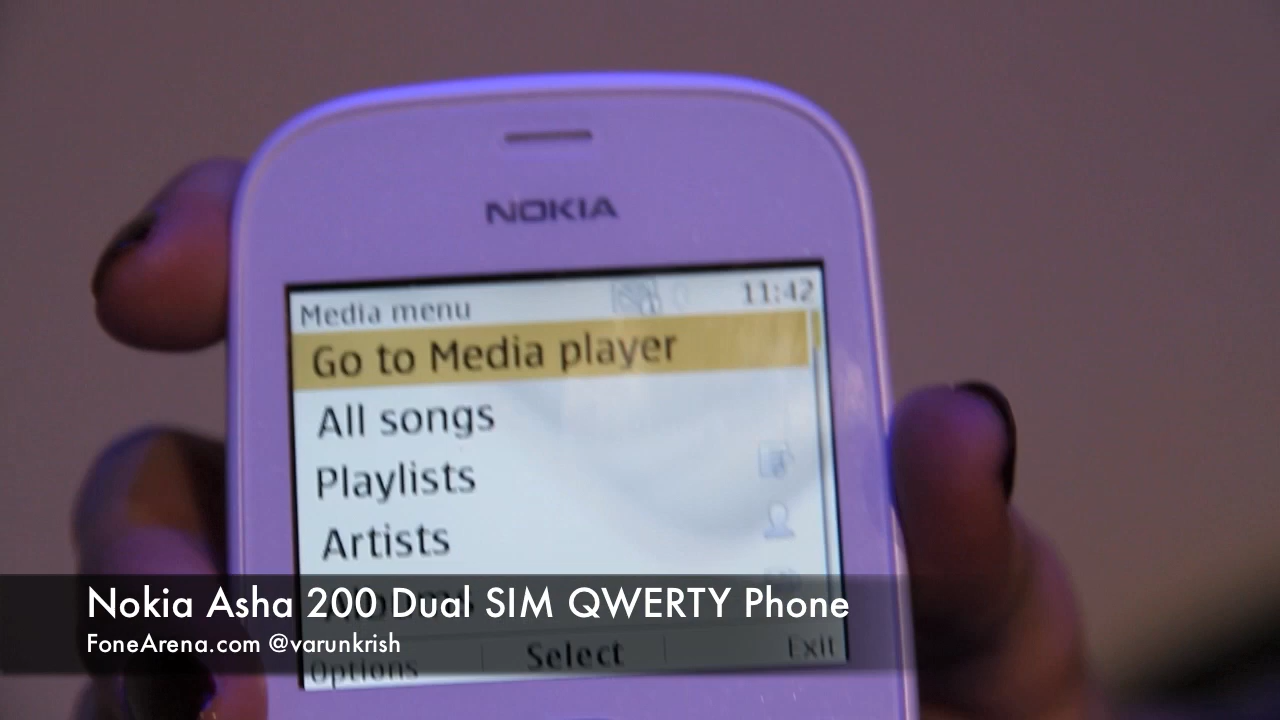 NOKIA
Media menu 11:42
Go to Media player
All songs
Playlists
Artists
Albums
Nokia Asha 200 Dual SIM QWERTY Phone
FoneArena.com @varunkrish
Options Select Exit